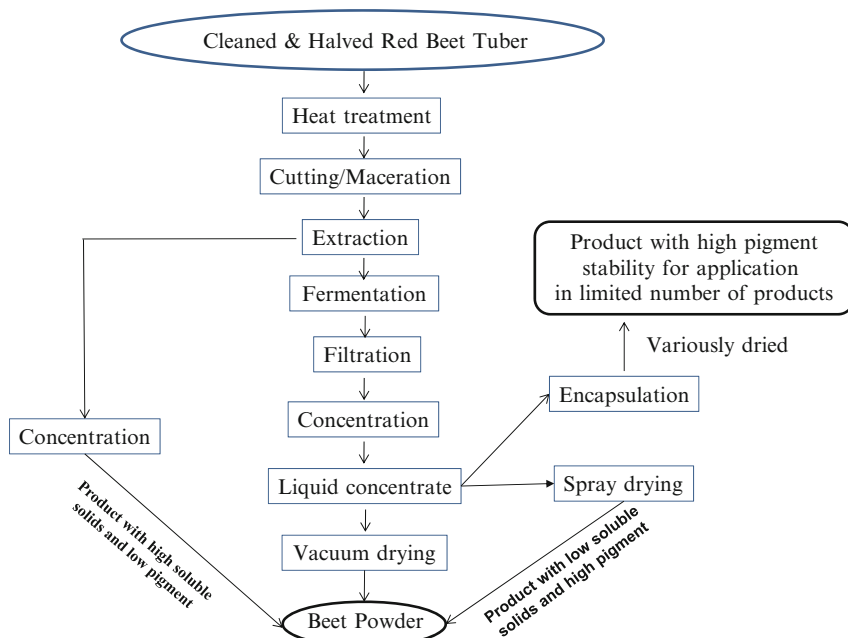 Cleaned & Halved Red Beet Tuber
Heat treatment
Cutting/Maceration
Extraction
Fermentation
Filtration
Concentration
Liquid concentrate
Vacuum drying
Beet Powder
Concentration
Product with high soluble
solids and low pigment
Product with high pigment
stability for application
in limited number of products
Variously dried
Encapsulation
Spray drying
Product with low soluble
solids and high pigment